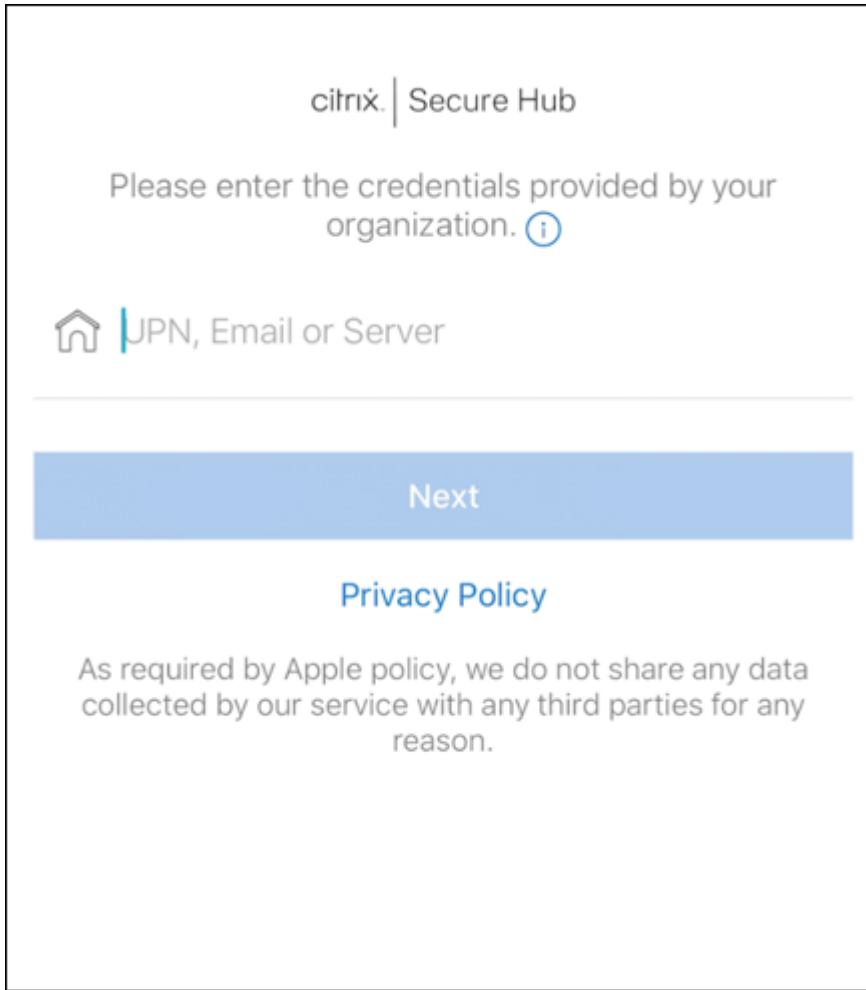 citrix. | Secure Hub
Please enter the credentials provided by your
organization.
UPN, Email or Server
Next
Privacy Policy
As required by Apple policy, we do not share any data
collected by our service with any third parties for any
reason.